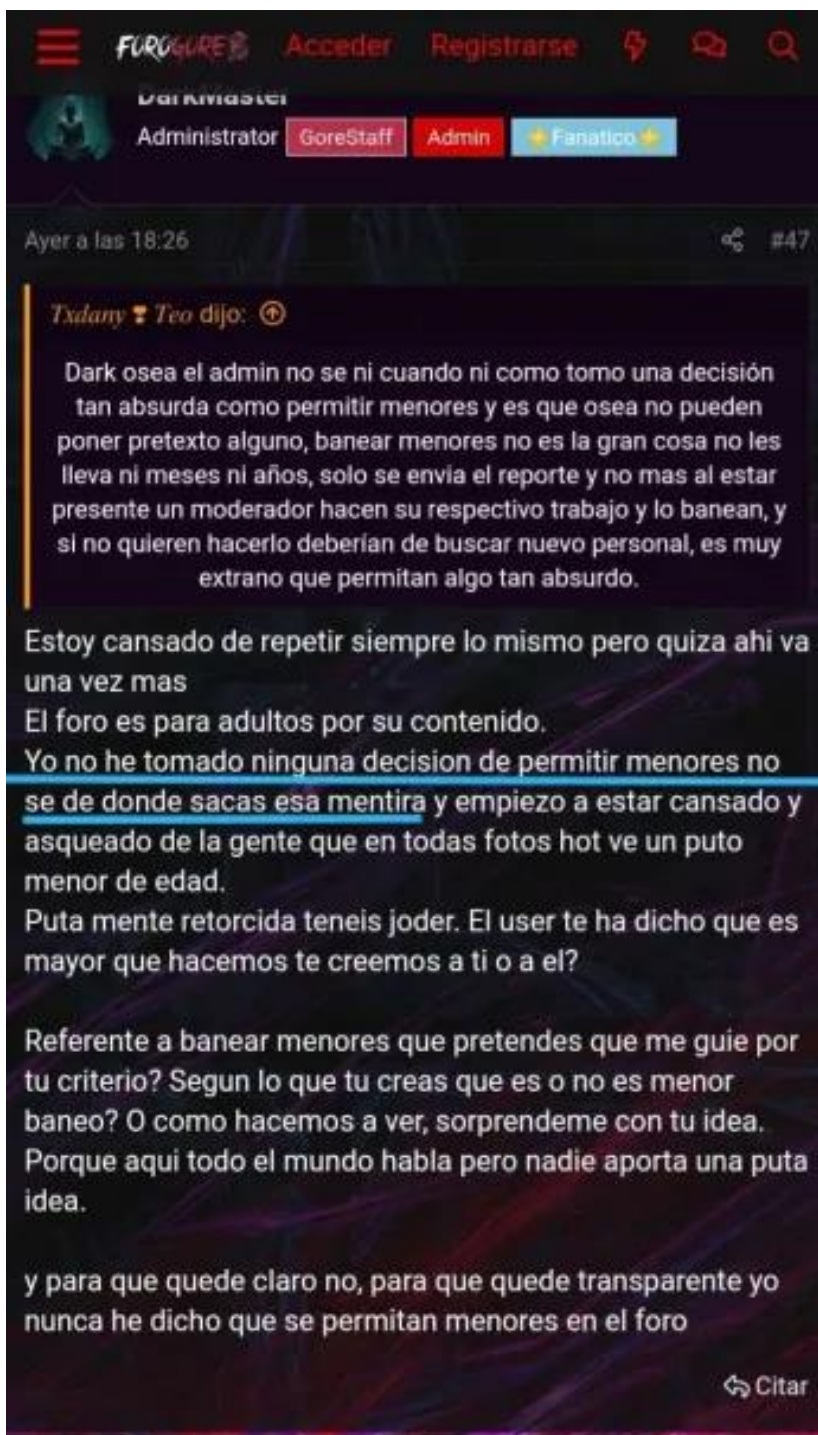 FOROGORE Acceder Registrarse
DarkMaster
Administrator GoreStaff Admin Fanatico
Ayer a las 18:26 #47
Txdany Teo dijo:
Dark osea el admin no se ni cuando ni como tomo una decisión
tan absurda como permitir menores y es que osea no pueden
poner pretexto alguno, banear menores no es la gran cosa no les
lleva ni meses ni años, solo se envia el reporte y no mas al estar
presente un moderador hacen su respectivo trabajo y lo banean, y
si no quieren hacerlo deberían de buscar nuevo personal, es muy
extrano que permitan algo tan absurdo.
Estoy cansado de repetir siempre lo mismo pero quiza ahi va
una vez mas
El foro es para adultos por su contenido.
Yo no he tomado ninguna decision de permitir menores no
se de donde sacas esa mentira y empiezo a estar cansado y
asqueado de la gente que en todas fotos hot ve un puto
menor de edad.
Puta mente retorcida teneis joder. El user te ha dicho que es
mayor que hacemos te creemos a ti o a el?
Referente a banear menores que pretendes que me guie por
tu criterio? Segun lo que tu creas que es o no es menor
baneo? O como hacemos a ver, sorprendeme con tu idea.
Porque aqui todo el mundo habla pero nadie aporta una puta
idea.
y para que quede claro no, para que quede transparente yo
nunca he dicho que se permitan menores en el foro
Citar